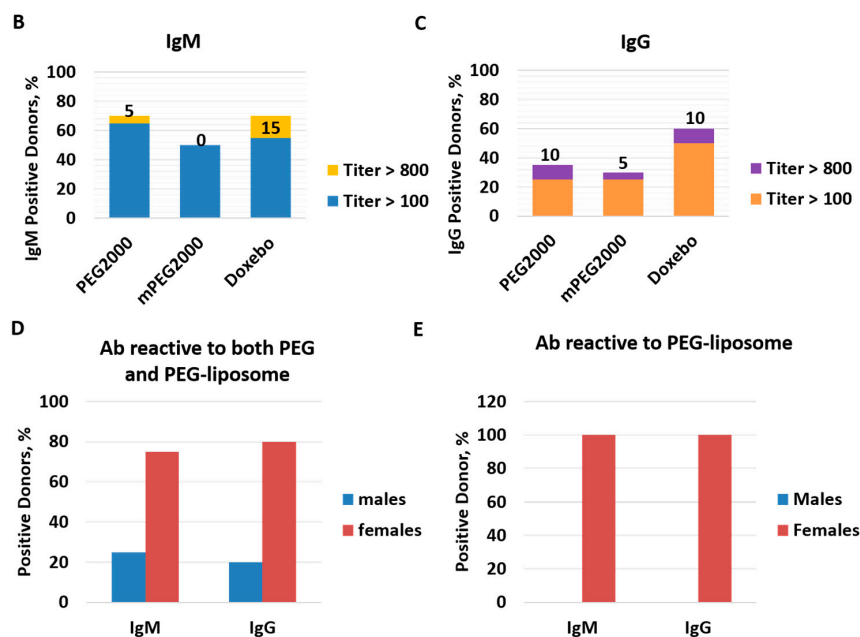 B
IgM
IgM Positive Donors, %
100
80
60
40
20
0
5
0
15
PEG2000
mPEG2000
Doxebo
Titer > 800
Titer > 100
C
IgG
IgG Positive Donors, %
100
80
60
40
20
0
10
5
10
PEG2000
mPEG2000
Doxebo
Titer > 800
Titer > 100
D
Ab reactive to both PEG
and PEG-liposome
Positive Donors, %
100
80
60
40
20
0
IgM
IgG
males
females
E
Ab reactive to PEG-liposome
Positive Donor, %
120
100
80
60
40
20
0
IgM
IgG
Males
Females